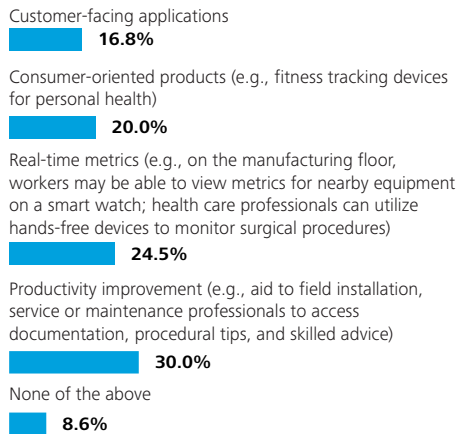 Customer-facing applications
16.8%
Consumer-oriented products (e.g., fitness tracking devices
for personal health)
20.0%
Real-time metrics (e.g., on the manufacturing floor,
workers may be able to view metrics for nearby equipment
on a smart watch; health care professionals can utilize
hands-free devices to monitor surgical procedures)
24.5%
Productivity improvement (e.g., aid to field installation,
service or maintenance professionals to access
documentation, procedural tips, and skilled advice)
30.0%
None of the above
8.6%